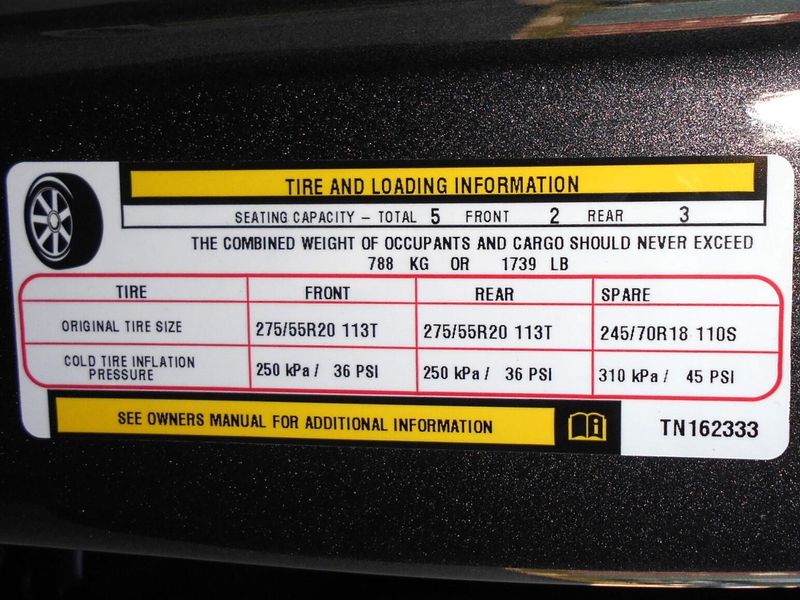 TIRE AND LOADING INFORMATION
SEATING CAPACITY – TOTAL 5 FRONT 2 REAR 3
THE COMBINED WEIGHT OF OCCUPANTS AND CARGO SHOULD NEVER EXCEED
788 KG OR 1739 LB
TIRE FRONT REAR SPARE
ORIGINAL TIRE SIZE 275/55R20 113T 275/55R20 113T 245/70R18 110S
COLD TIRE INFLATION
PRESSURE 250 kPa / 36 PSI 250 kPa / 36 PSI 310 kPa / 45 PSI
SEE OWNERS MANUAL FOR ADDITIONAL INFORMATION i TN162333